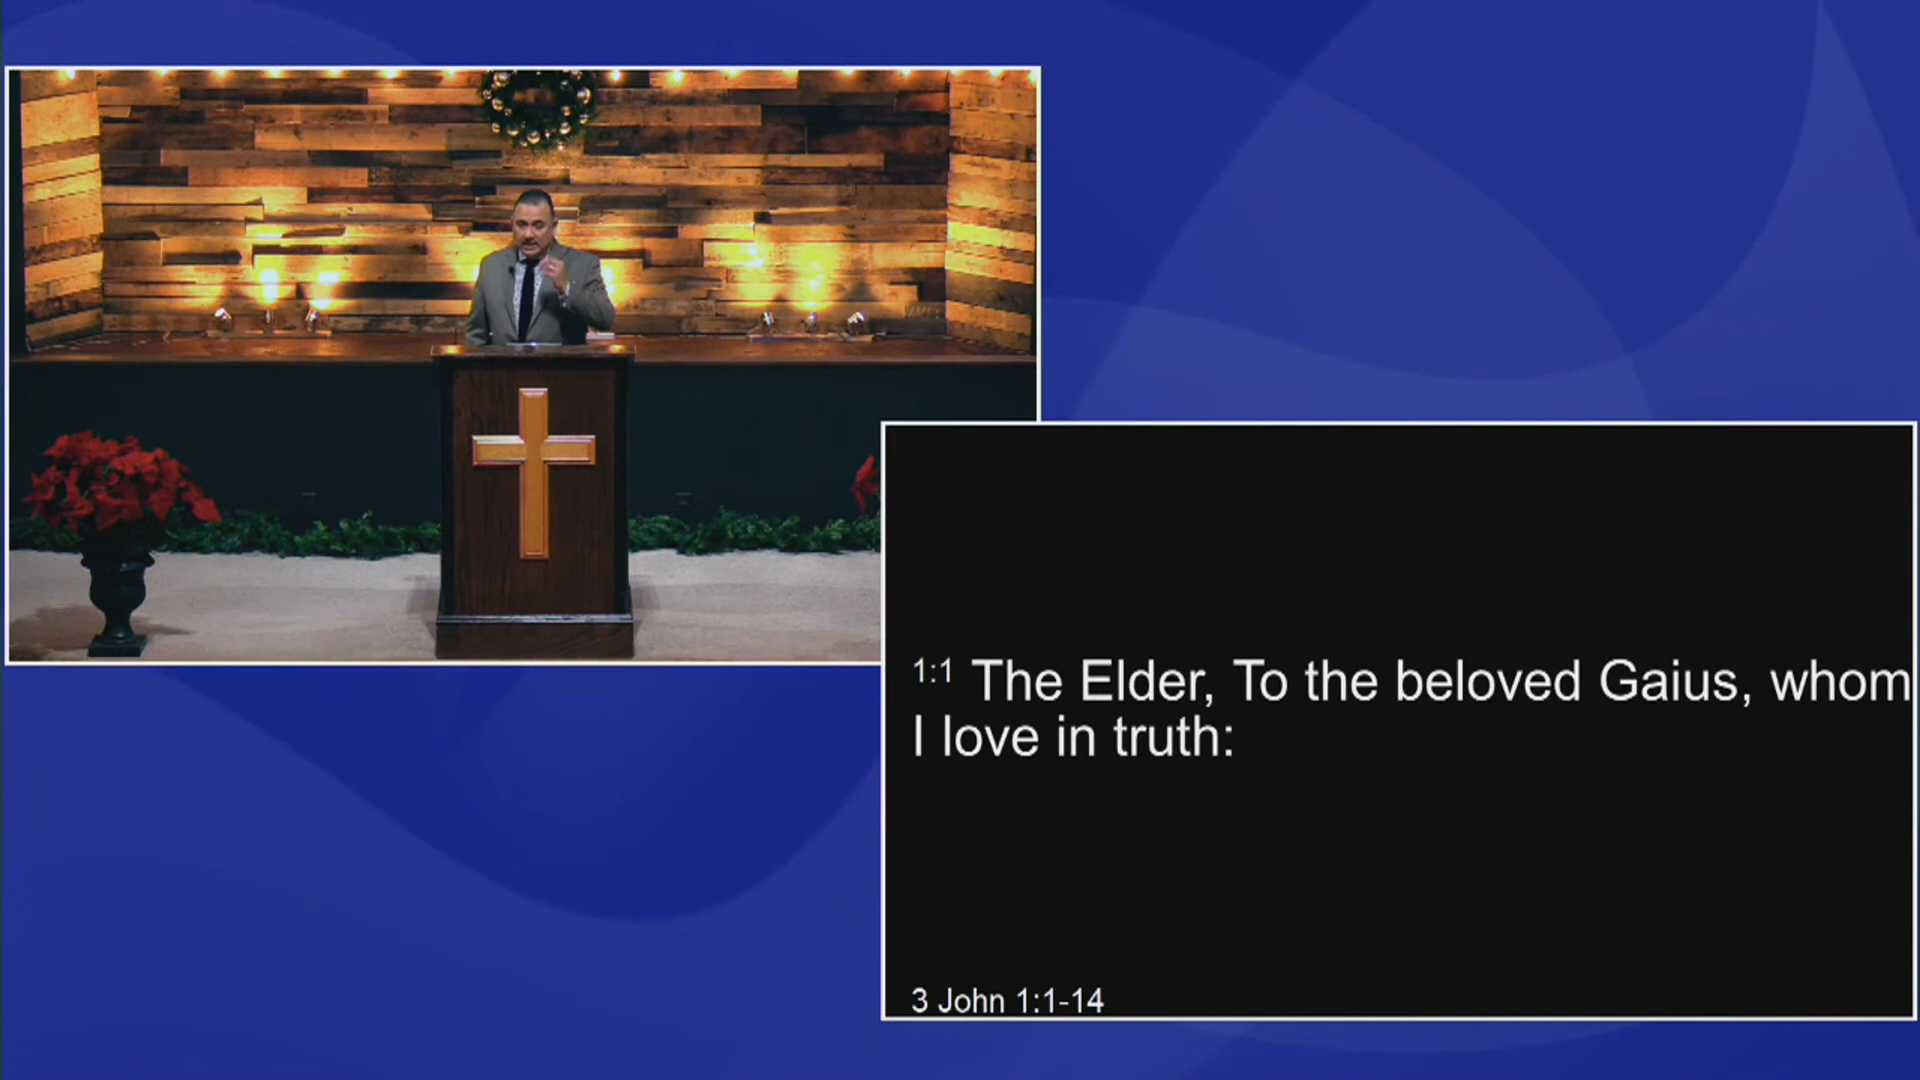 1:1 The Elder, To the beloved Gaius, whom
I love in truth:
3 John 1:1-14